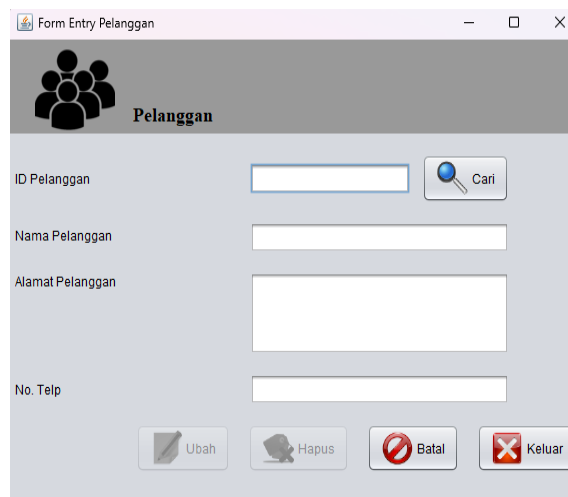 Form Entry Pelanggan
Pelanggan
ID Pelanggan
Cari
Nama Pelanggan
Alamat Pelanggan
No. Telp
Ubah Hapus Batal Keluar